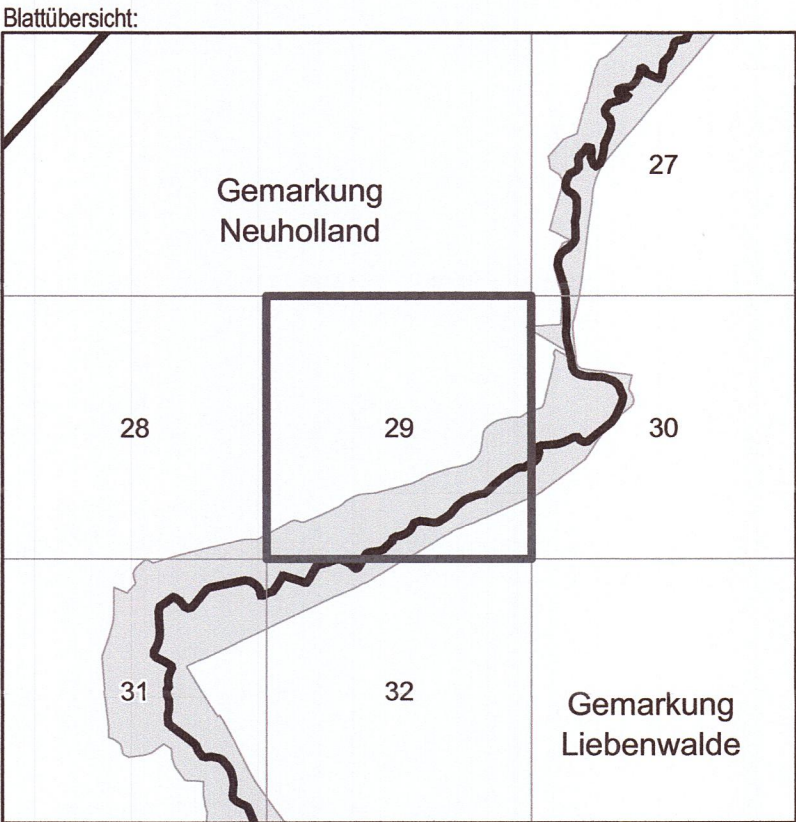 Blattübersicht:
27
Gemarkung
Neuholland
28
29
30
31
32
Gemarkung
Liebenwalde